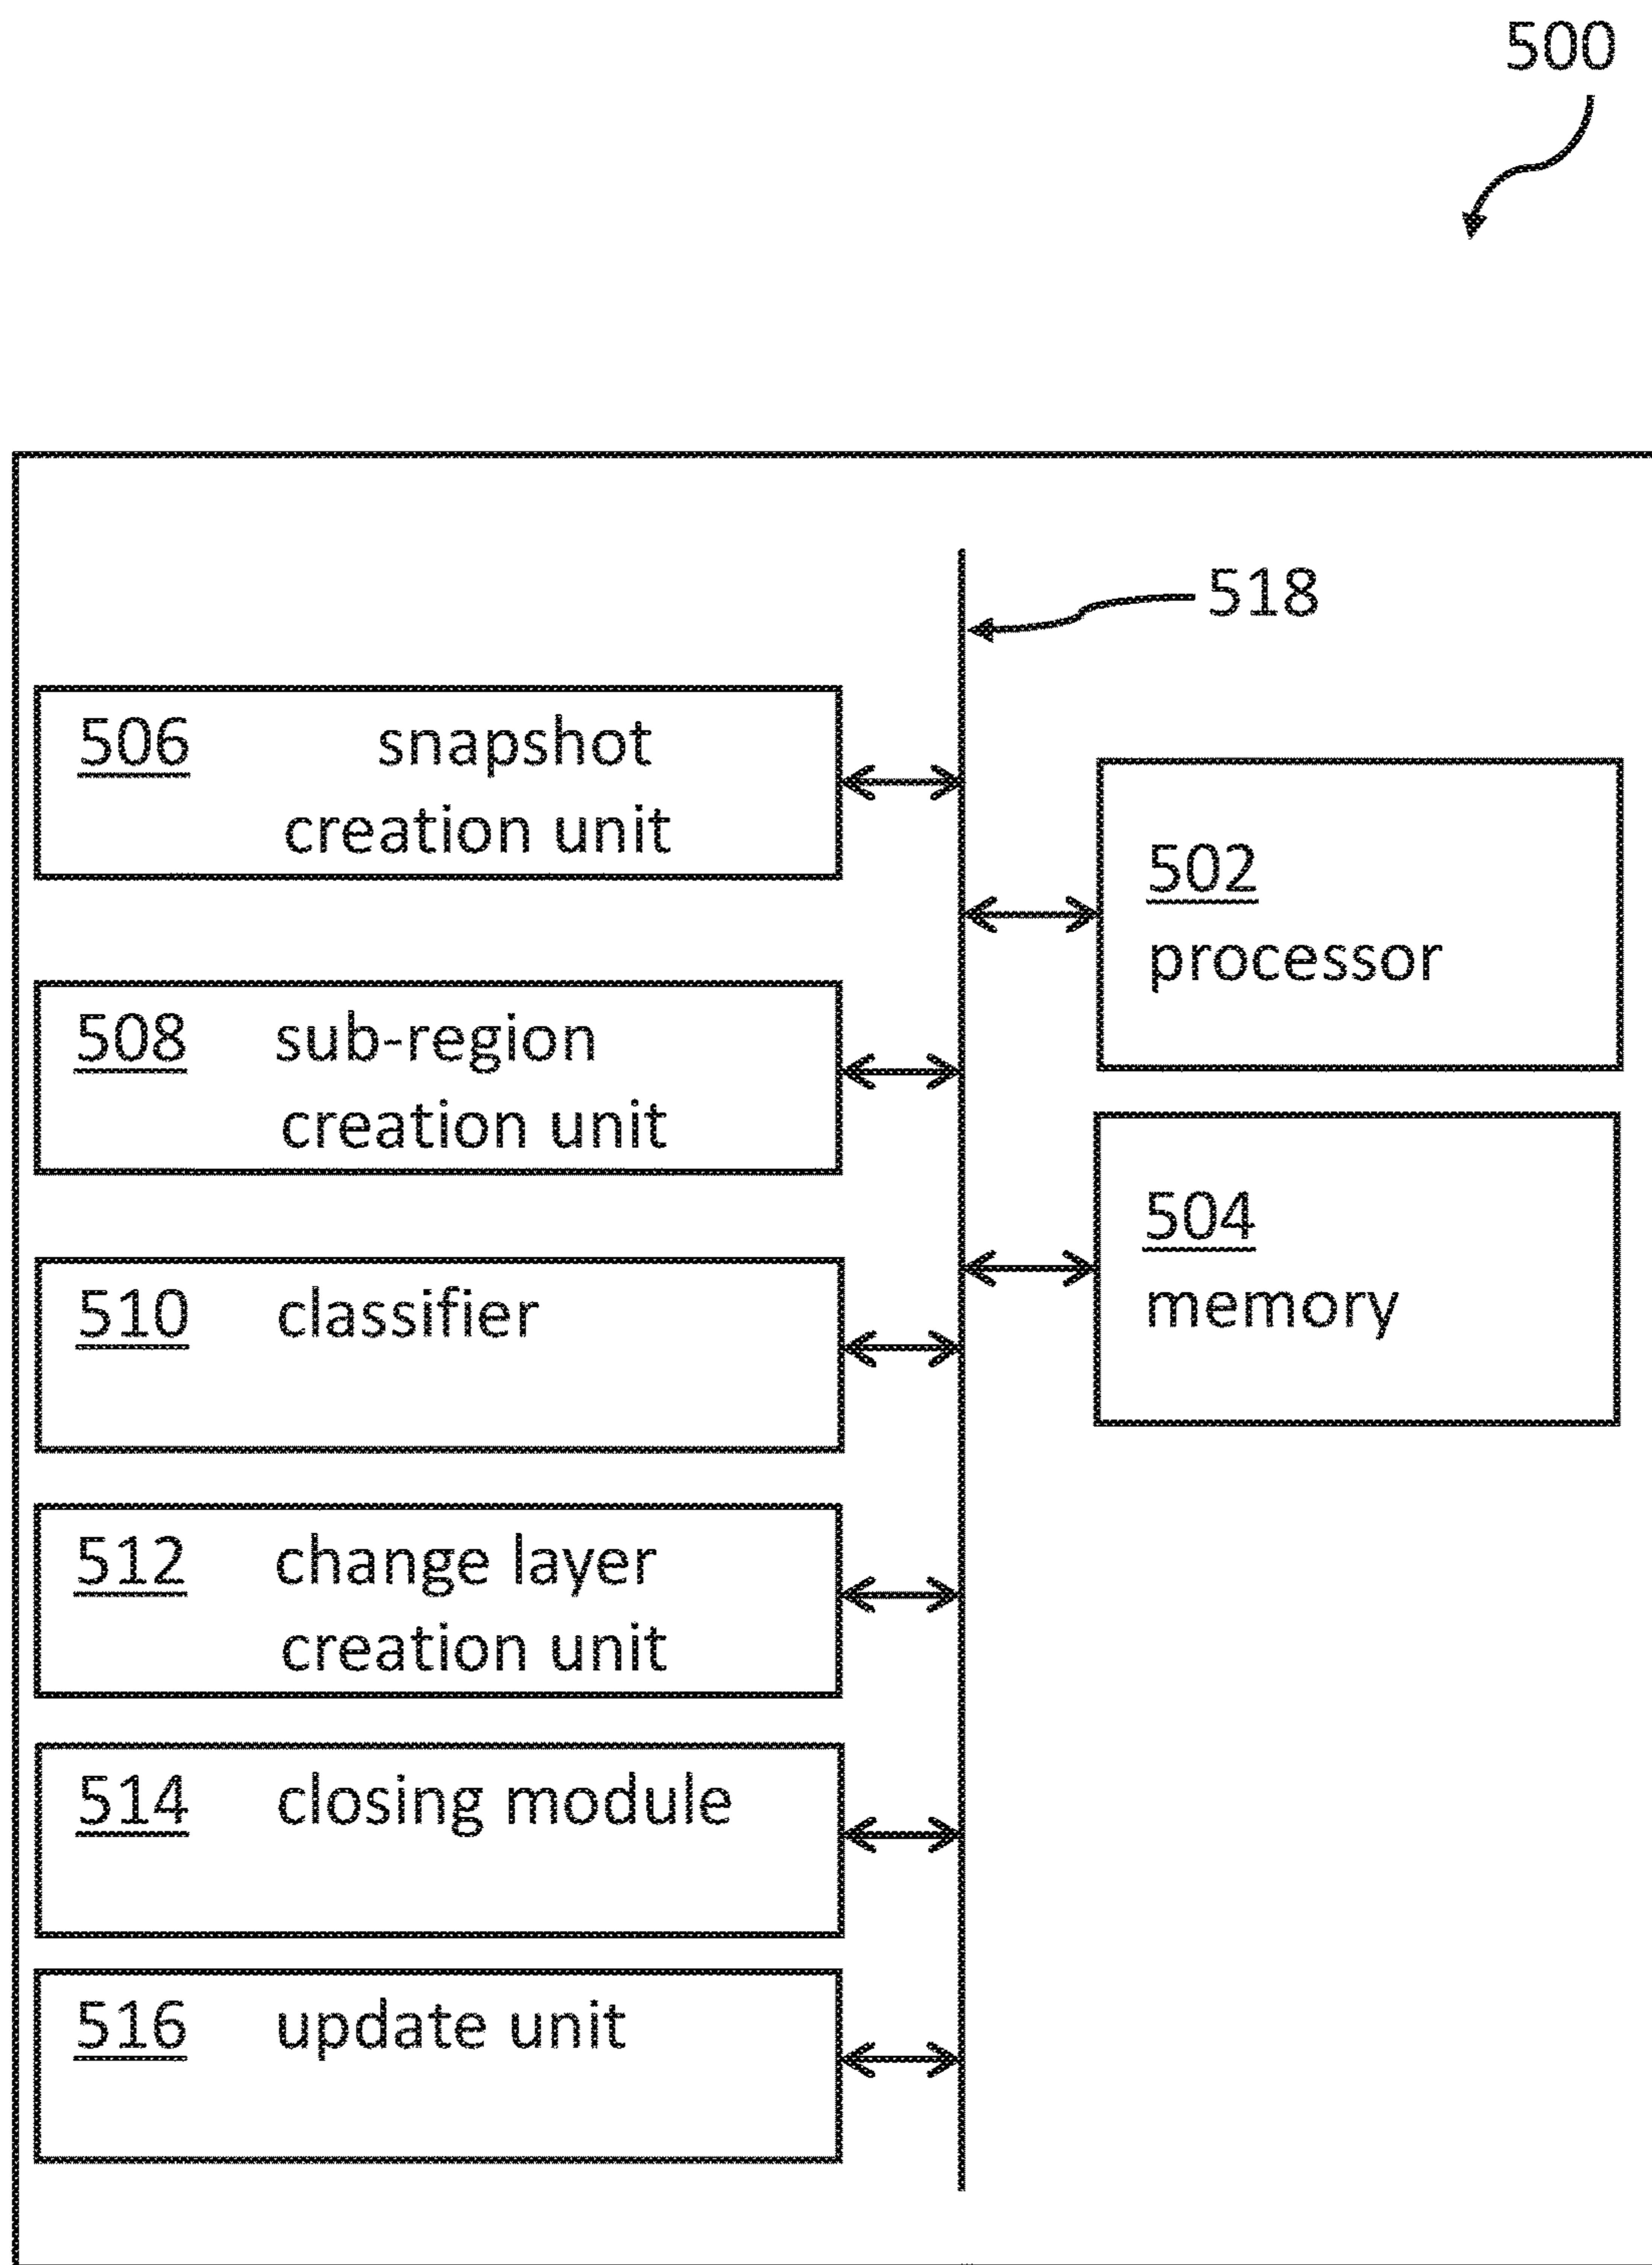 500
518
506 snapshot
creation unit
502
processor
508 sub-region
creation unit
504
memory
510 classifier
512 change layer
creation unit
514 closing module
516 update unit